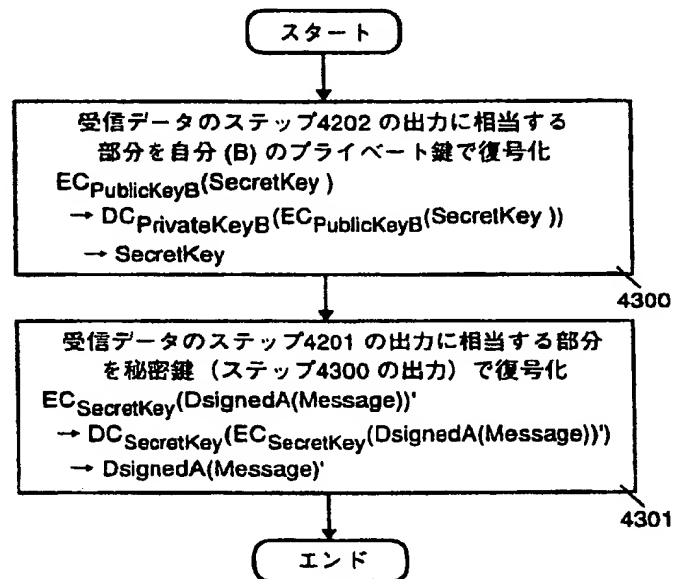 スタート
受信データのステップ4202 の出力に相当する
部分を自分 (B) のプライベート鍵で復号化
EC_PublicKeyB(SecretKey )
→ DC_PrivateKeyB(EC_PublicKeyB(SecretKey ))
→ SecretKey
4300
受信データのステップ4201 の出力に相当する部分
を秘密鍵（ステップ4300 の出力）で復号化
EC_SecretKey(DsignedA(Message))'
→ DC_SecretKey(EC_SecretKey(DsignedA(Message))')
→ DsignedA(Message)'
4301
エンド